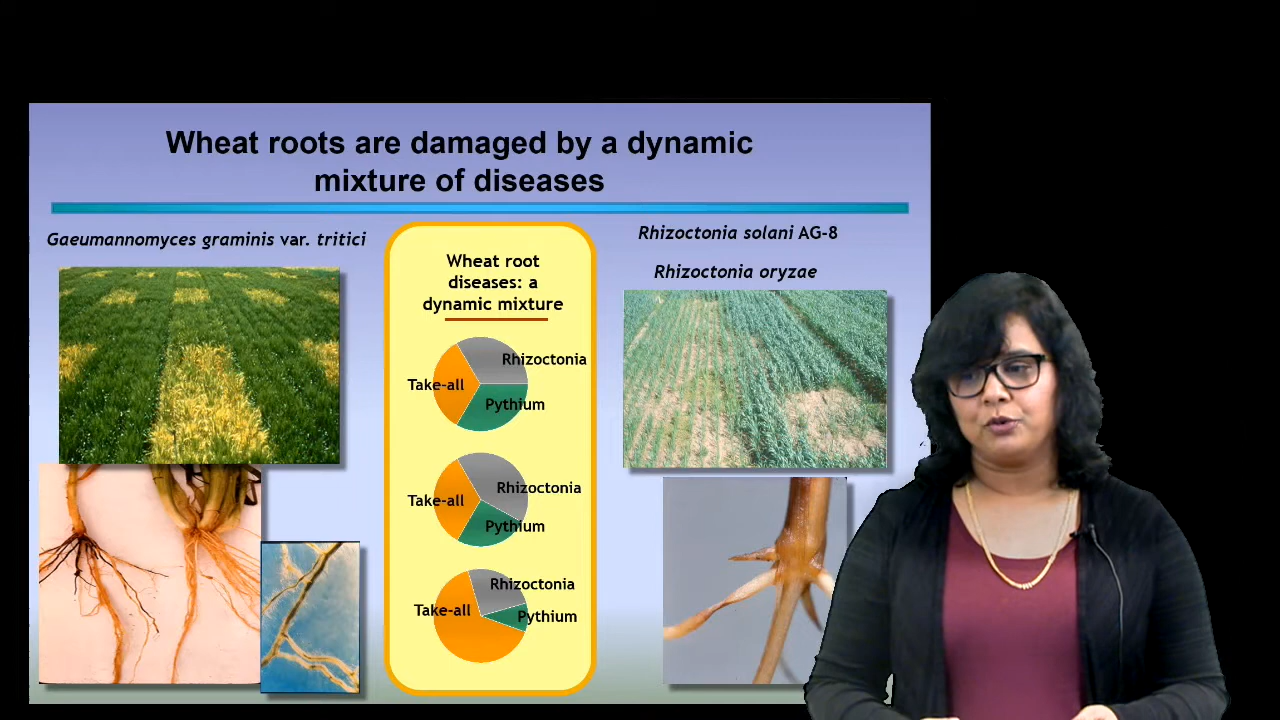 Wheat roots are damaged by a dynamic
mixture of diseases
Gaeumannomyces graminis var. tritici
Wheat root
diseases: a
dynamic mixture
Rhizoctonia
Take-all
Pythium
Rhizoctonia
Take-all
Pythium
Rhizoctonia
Take-all
Pythium
Rhizoctonia solani AG-8
Rhizoctonia oryzae